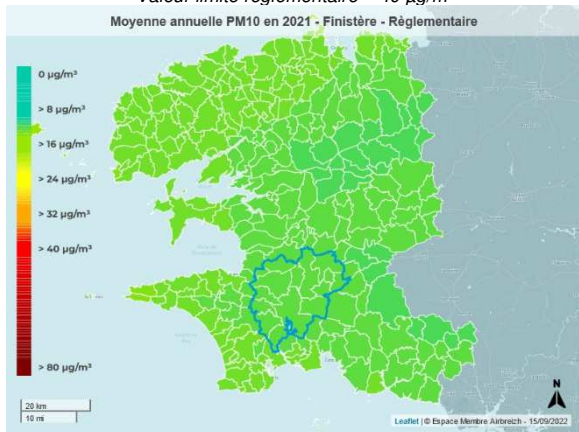 Valeur limite réglementaire = 40 µg/m³
Moyenne annuelle PM10 en 2021 - Finistère - Règlementaire
0 µg/m³
> 8 µg/m³
>16 µg/m³
> 24 µg/m³
> 32 µg/m³
> 40 µg/m³
> 80 µg/m³
20 km
10 mi
N
Leaflet | © Espace Membre Airbreizh - 15/09/2022